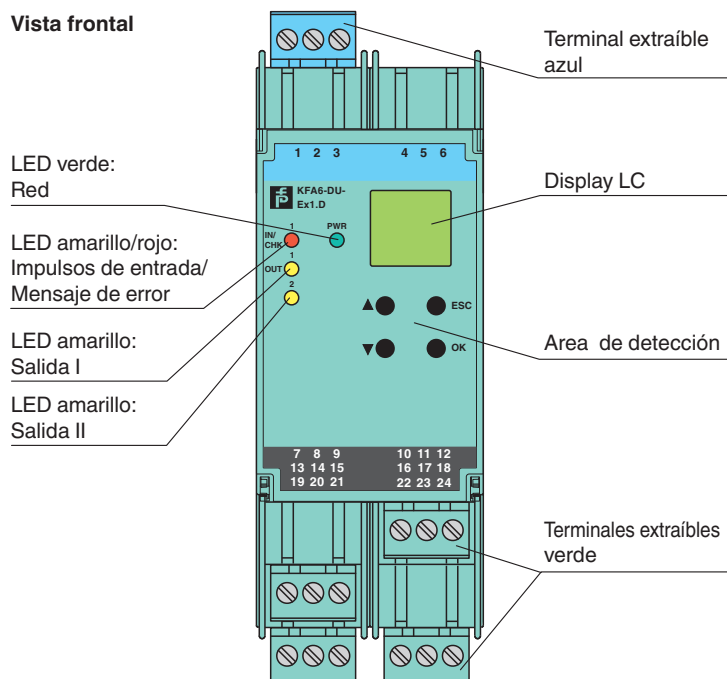 Vista frontal
Terminal extraíble
azul
1 2 3 4 5 6
LED verde:
Red
KFA6-DU-
Ex1.D
Display LC
LED amarillo/rojo:
Impulsos de entrada/
Mensaje de error
1
IN/
CHK
PWR
1
OUT
2
LED amarillo:
Salida I
ESC
OK
Area de detección
LED amarillo:
Salida II
7 8 9 10 11 12
13 14 15 16 17 18
19 20 21 22 23 24
Terminales extraíbles
verde